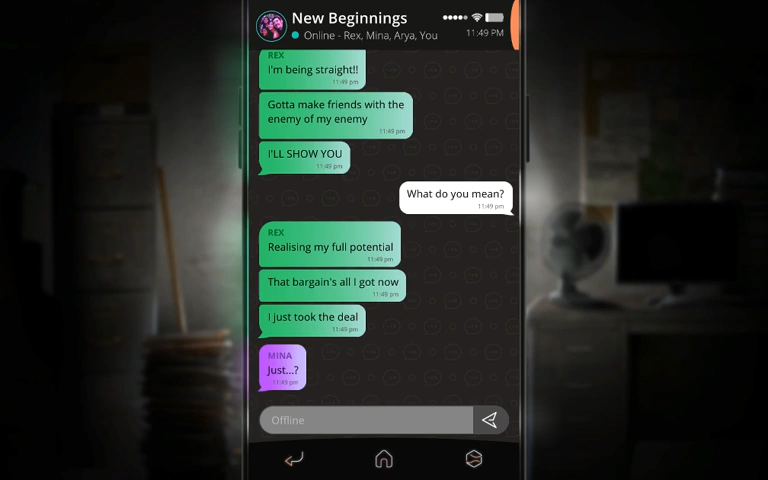 New Beginnings
Online - Rex, Mina, Arya, You
11:49 PM
REX
I'm being straight!!
11:49 pm
Gotta make friends with the
enemy of my enemy
11:49 pm
I'LL SHOW YOU
11:49 pm
What do you mean?
11:49 pm
REX
Realising my full potential
11:49 pm
That bargain's all I got now
11:49 pm
I just took the deal
11:49 pm
MINA
Just...?
11:49 pm
Offline